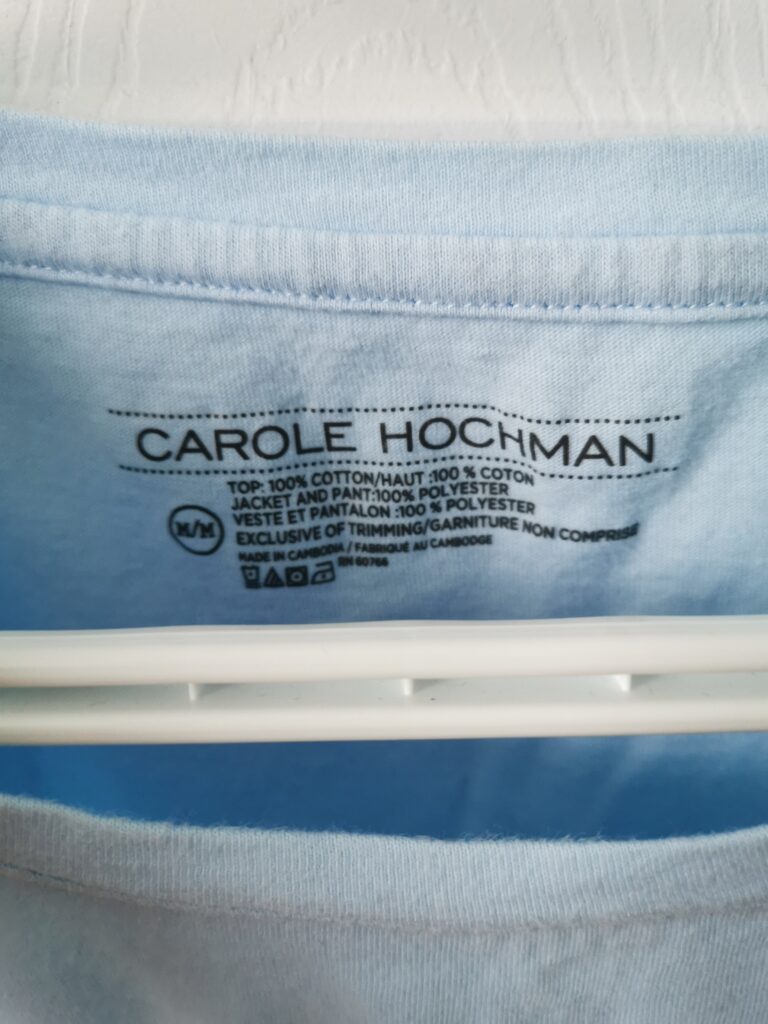 CAROLE HOCHMAN
TOP: 100% COTTON/HAUT :100 % COTON
JACKET AND PANT:100% POLYESTER
VESTE ET PANTALON :100 % POLYESTER
M/M
EXCLUSIVE OF TRIMMING/GARNITURE NON COMPRISE
MADE IN CAMBODIA / FABRIQUÉ AU CAMBODGE
RN 60766